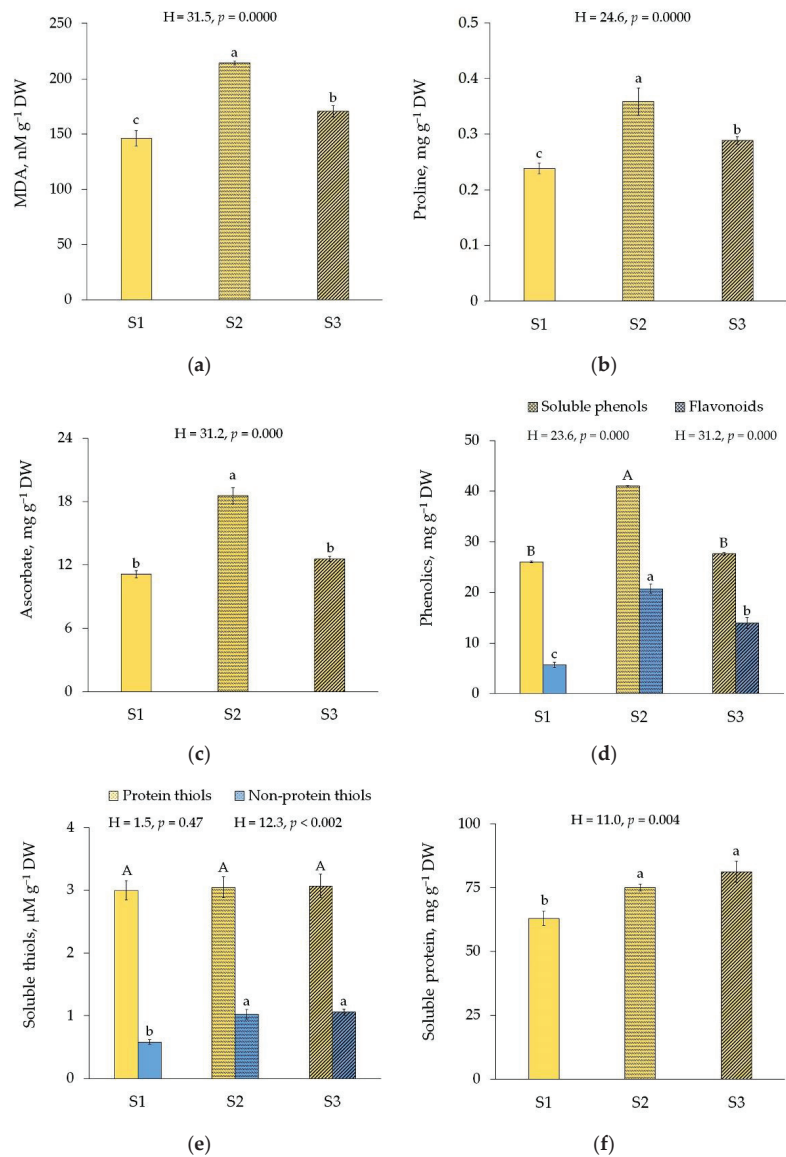 H = 31.5, p = 0.0000
250
200
150
100
50
0
MDA, nM g⁻¹ DW
c
a
b
S1
S2
S3
(a)
H = 24.6, p = 0.0000
0.5
0.4
0.3
0.2
0.1
0
Proline, mg g⁻¹ DW
c
a
b
S1
S2
S3
(b)
H = 31.2, p = 0.000
24
18
12
6
0
Ascorbate, mg g⁻¹ DW
b
a
b
S1
S2
S3
(c)
Soluble phenols
Flavonoids
H = 23.6, p = 0.000
H = 31.2, p = 0.000
50
40
30
20
10
0
Phenolics, mg g⁻¹ DW
B
c
A
a
B
b
S1
S2
S3
(d)
Protein thiols
Non-protein thiols
H = 1.5, p = 0.47
H = 12.3, p < 0.002
4
3
2
1
0
Soluble thiols, µM g⁻¹ DW
A
b
A
a
A
a
S1
S2
S3
(e)
H = 11.0, p = 0.004
100
75
50
25
0
Soluble protein, mg g⁻¹ DW
b
a
a
S1
S2
S3
(f)